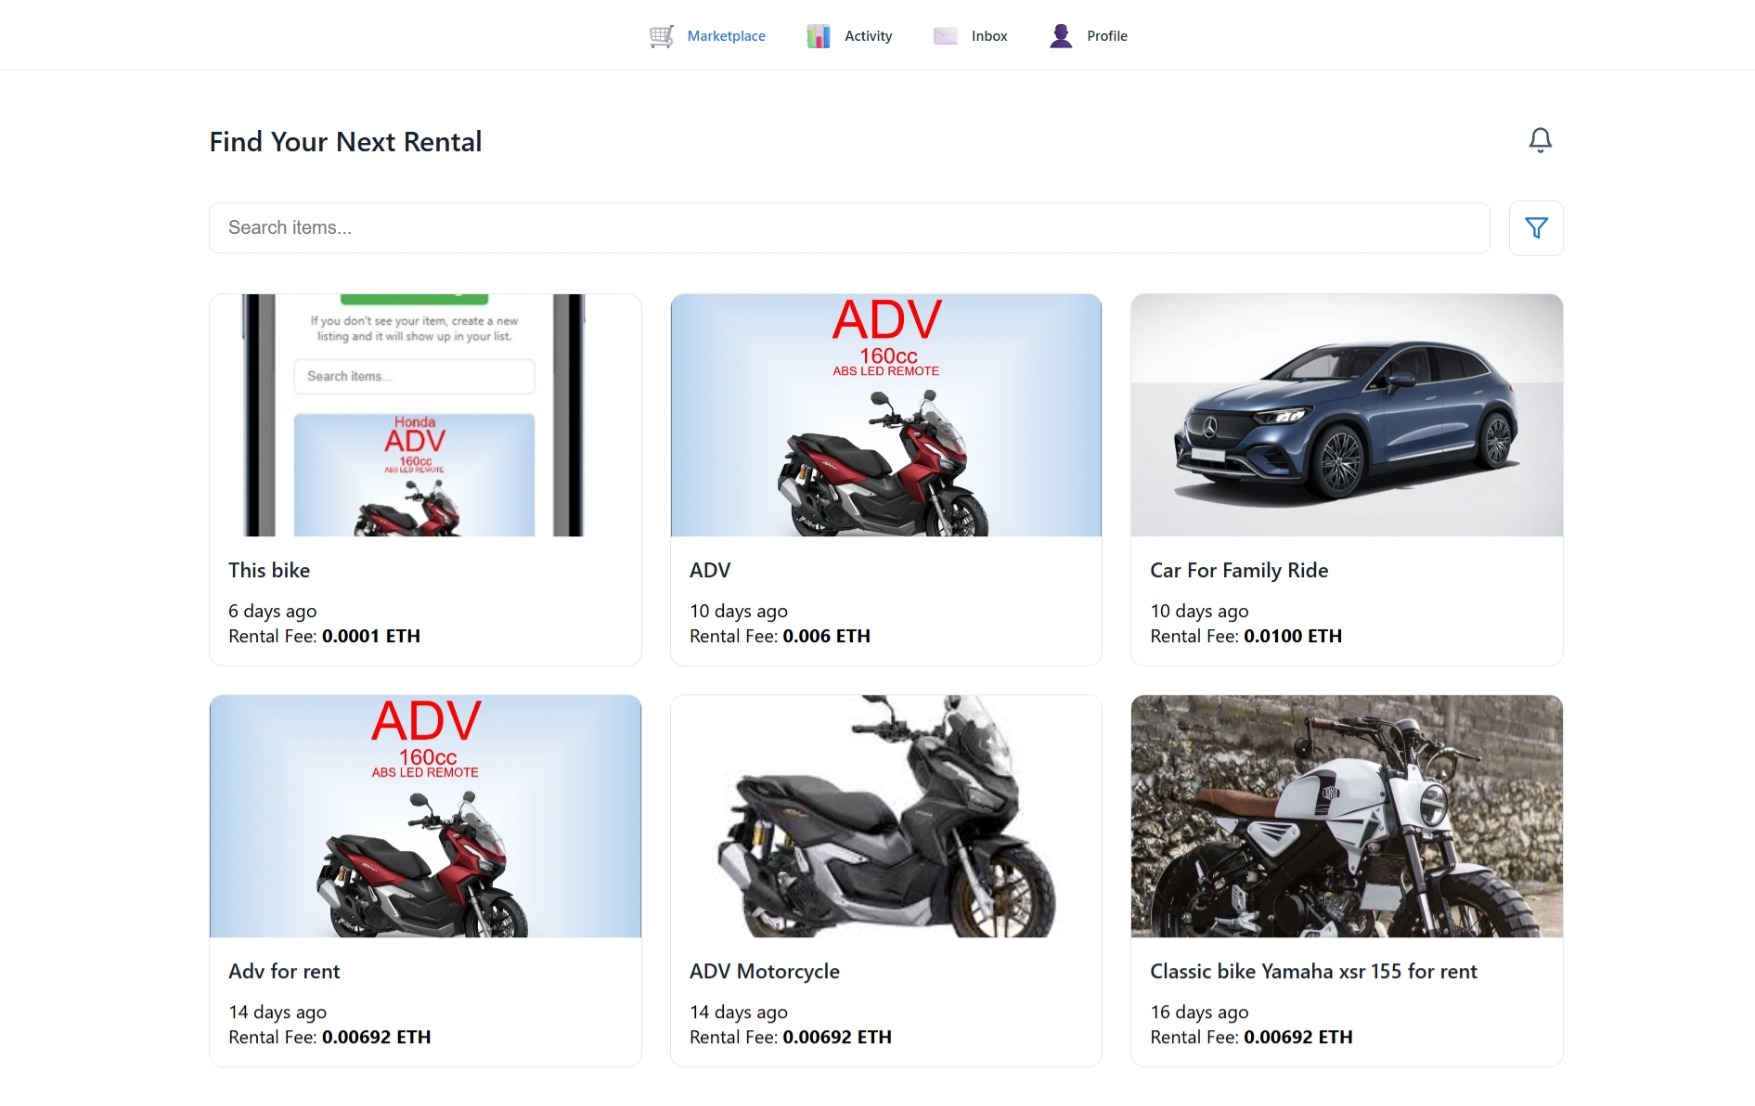 Marketplace
Activity
Inbox
Profile
Find Your Next Rental
Search items...
If you don't see your item, create a new
listing and it will show up in your list.
Search items...
Honda
ADV
160cc
ABS LED REMOTE
This bike
6 days ago
Rental Fee: 0.0001 ETH
ADV
160cc
ABS LED REMOTE
ADV
10 days ago
Rental Fee: 0.006 ETH
Car For Family Ride
10 days ago
Rental Fee: 0.0100 ETH
ADV
160cc
ABS LED REMOTE
Adv for rent
14 days ago
Rental Fee: 0.00692 ETH
ADV Motorcycle
14 days ago
Rental Fee: 0.00692 ETH
Classic bike Yamaha xsr 155 for rent
16 days ago
Rental Fee: 0.00692 ETH